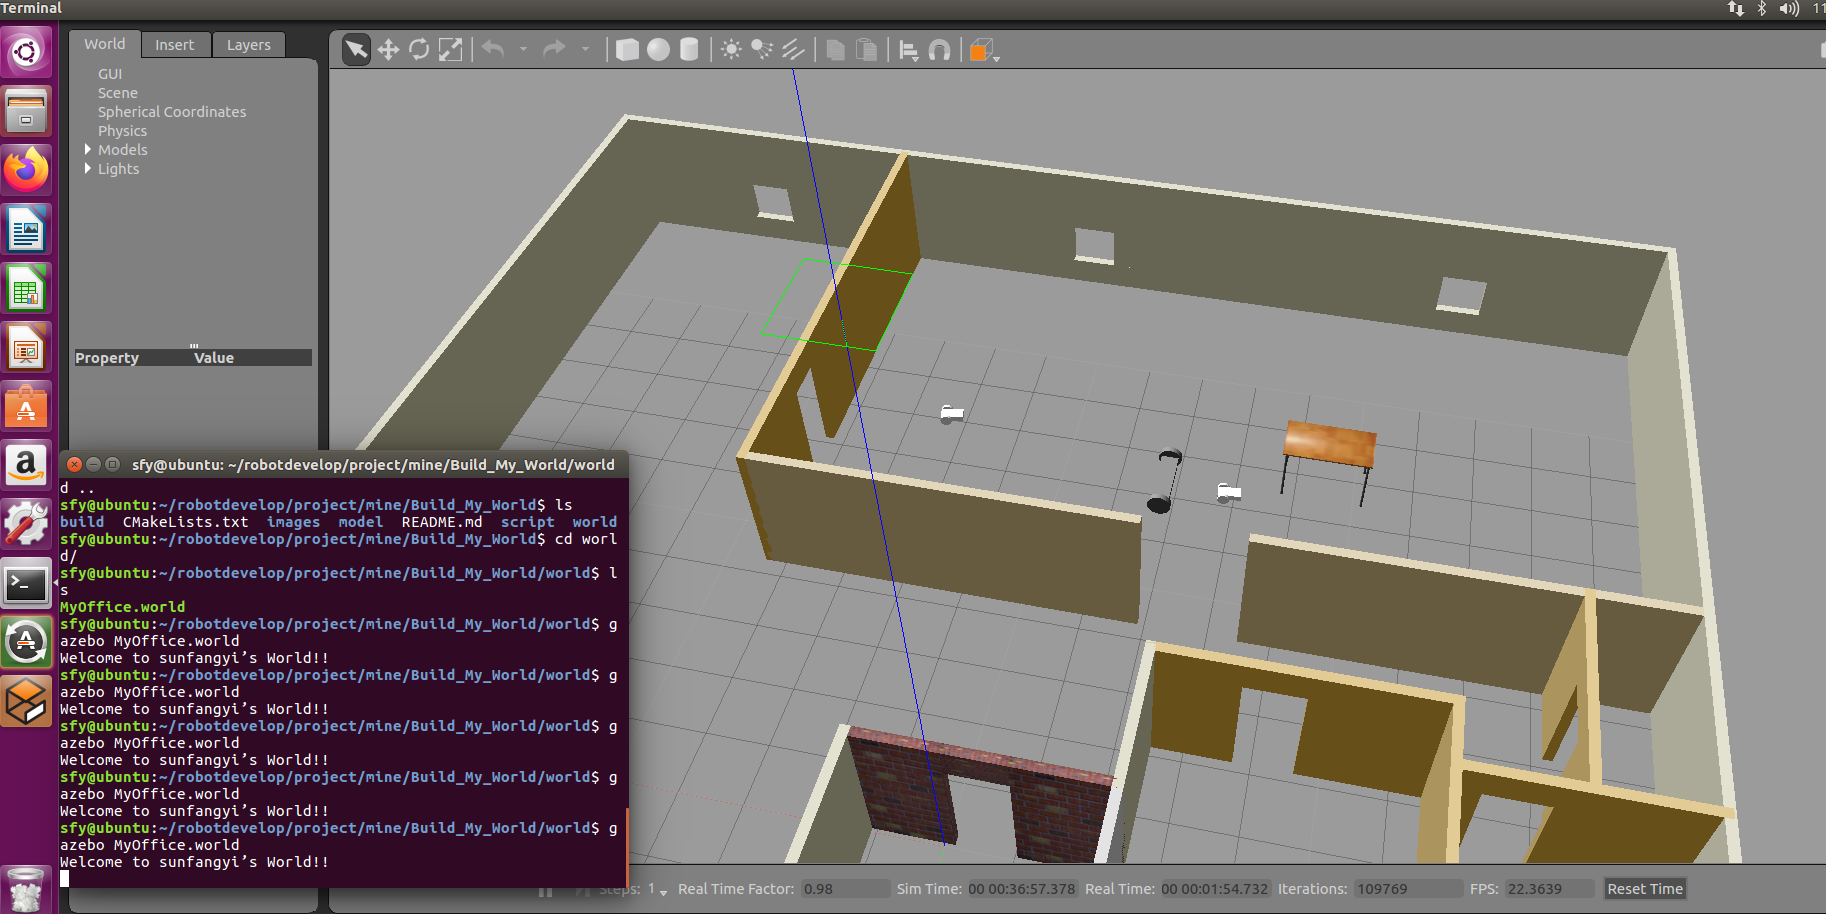 Terminal
11
World Insert Layers
GUI
Scene
Spherical Coordinates
Physics
Models
Lights
Property Value
sfy@ubuntu: ~/robotdevelop/project/mine/Build_My_World/world
d ..
sfy@ubuntu:~/robotdevelop/project/mine/Build_My_World$ ls
build CMakeLists.txt images model README.md script world
sfy@ubuntu:~/robotdevelop/project/mine/Build_My_World$ cd worl
d/
sfy@ubuntu:~/robotdevelop/project/mine/Build_My_World/world$ l
s
MyOffice.world
sfy@ubuntu:~/robotdevelop/project/mine/Build_My_World/world$ g
azebo MyOffice.world
Welcome to sunfangyi’s World!!
sfy@ubuntu:~/robotdevelop/project/mine/Build_My_World/world$ g
azebo MyOffice.world
Welcome to sunfangyi’s World!!
sfy@ubuntu:~/robotdevelop/project/mine/Build_My_World/world$ g
azebo MyOffice.world
Welcome to sunfangyi’s World!!
sfy@ubuntu:~/robotdevelop/project/mine/Build_My_World/world$ g
azebo MyOffice.world
Welcome to sunfangyi’s World!!
sfy@ubuntu:~/robotdevelop/project/mine/Build_My_World/world$ g
azebo MyOffice.world
Welcome to sunfangyi’s World!!
Steps: 1 Real Time Factor: 0.98 Sim Time: 00 00:36:57.378 Real Time: 00 00:01:54.732 Iterations: 109769 FPS: 22.3639 Reset Time